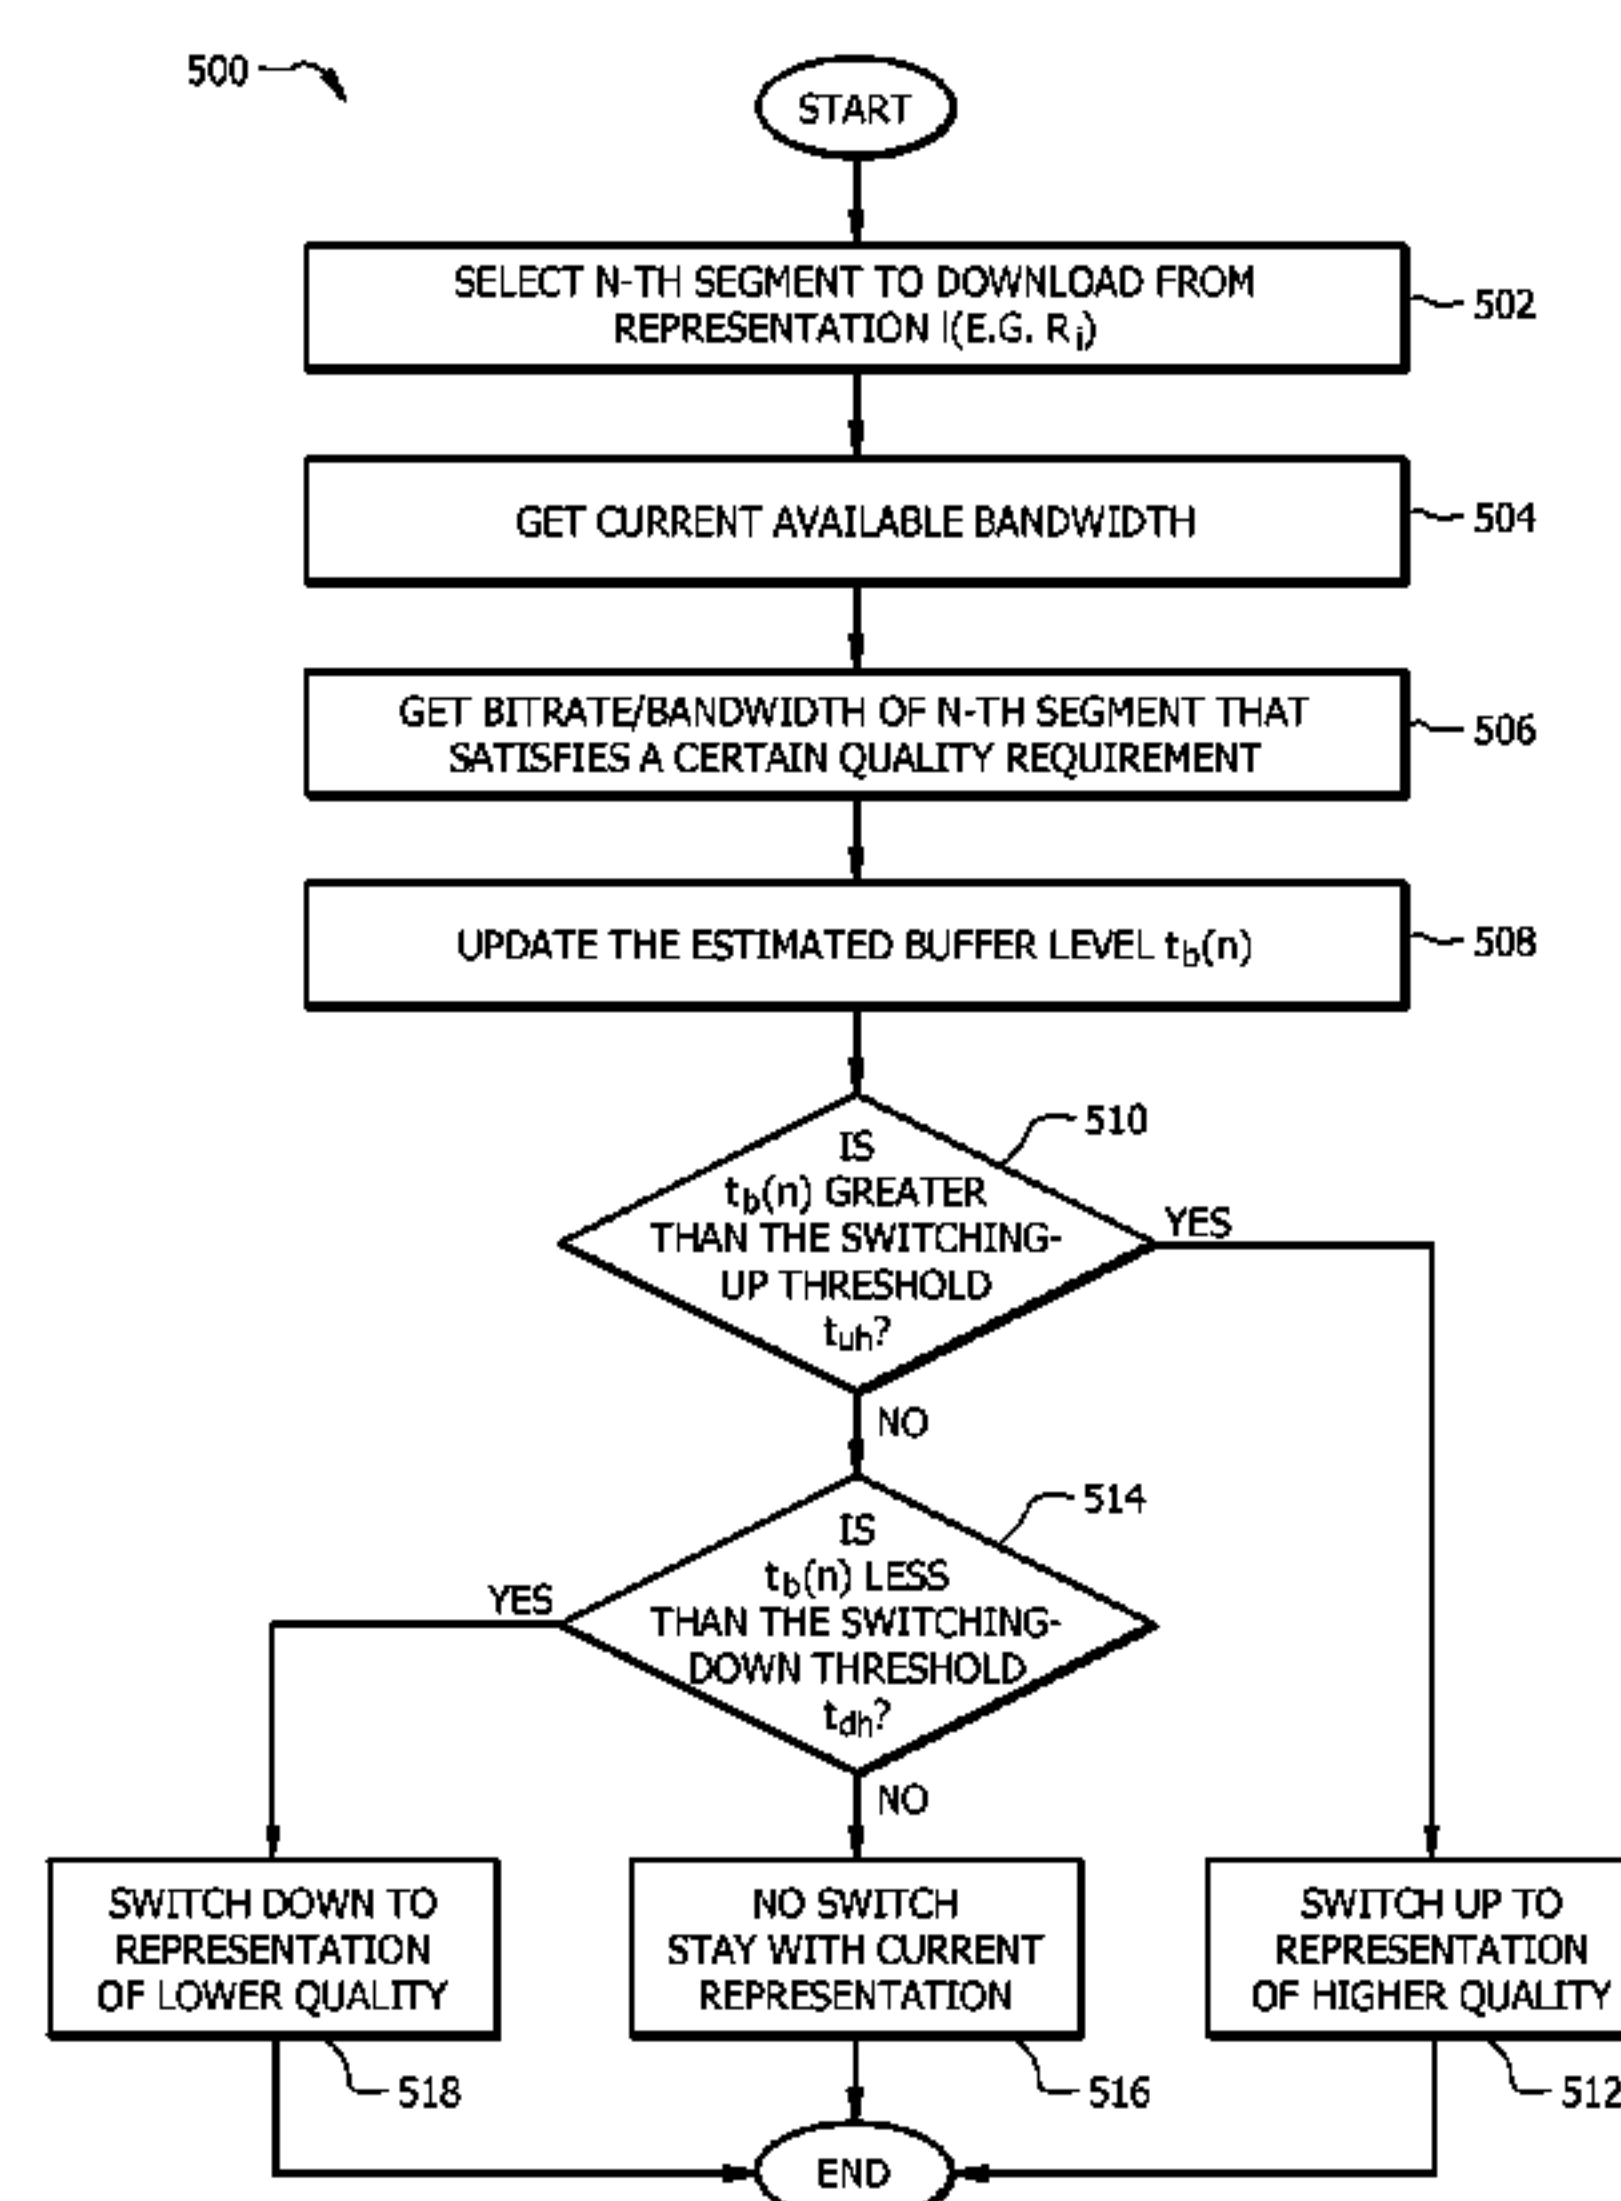 500
START
SELECT N-TH SEGMENT TO DOWNLOAD FROM
REPRESENTATION I(E.G. Ri)
502
GET CURRENT AVAILABLE BANDWIDTH
504
GET BITRATE/BANDWIDTH OF N-TH SEGMENT THAT
SATISFIES A CERTAIN QUALITY REQUIREMENT
506
UPDATE THE ESTIMATED BUFFER LEVEL tb(n)
508
510
IS
tb(n) GREATER
THAN THE SWITCHING-
UP THRESHOLD
tuh?
YES
NO
514
IS
tb(n) LESS
THAN THE SWITCHING-
DOWN THRESHOLD
tdh?
YES
NO
SWITCH DOWN TO
REPRESENTATION
OF LOWER QUALITY
518
NO SWITCH
STAY WITH CURRENT
REPRESENTATION
516
SWITCH UP TO
REPRESENTATION
OF HIGHER QUALITY
512
END